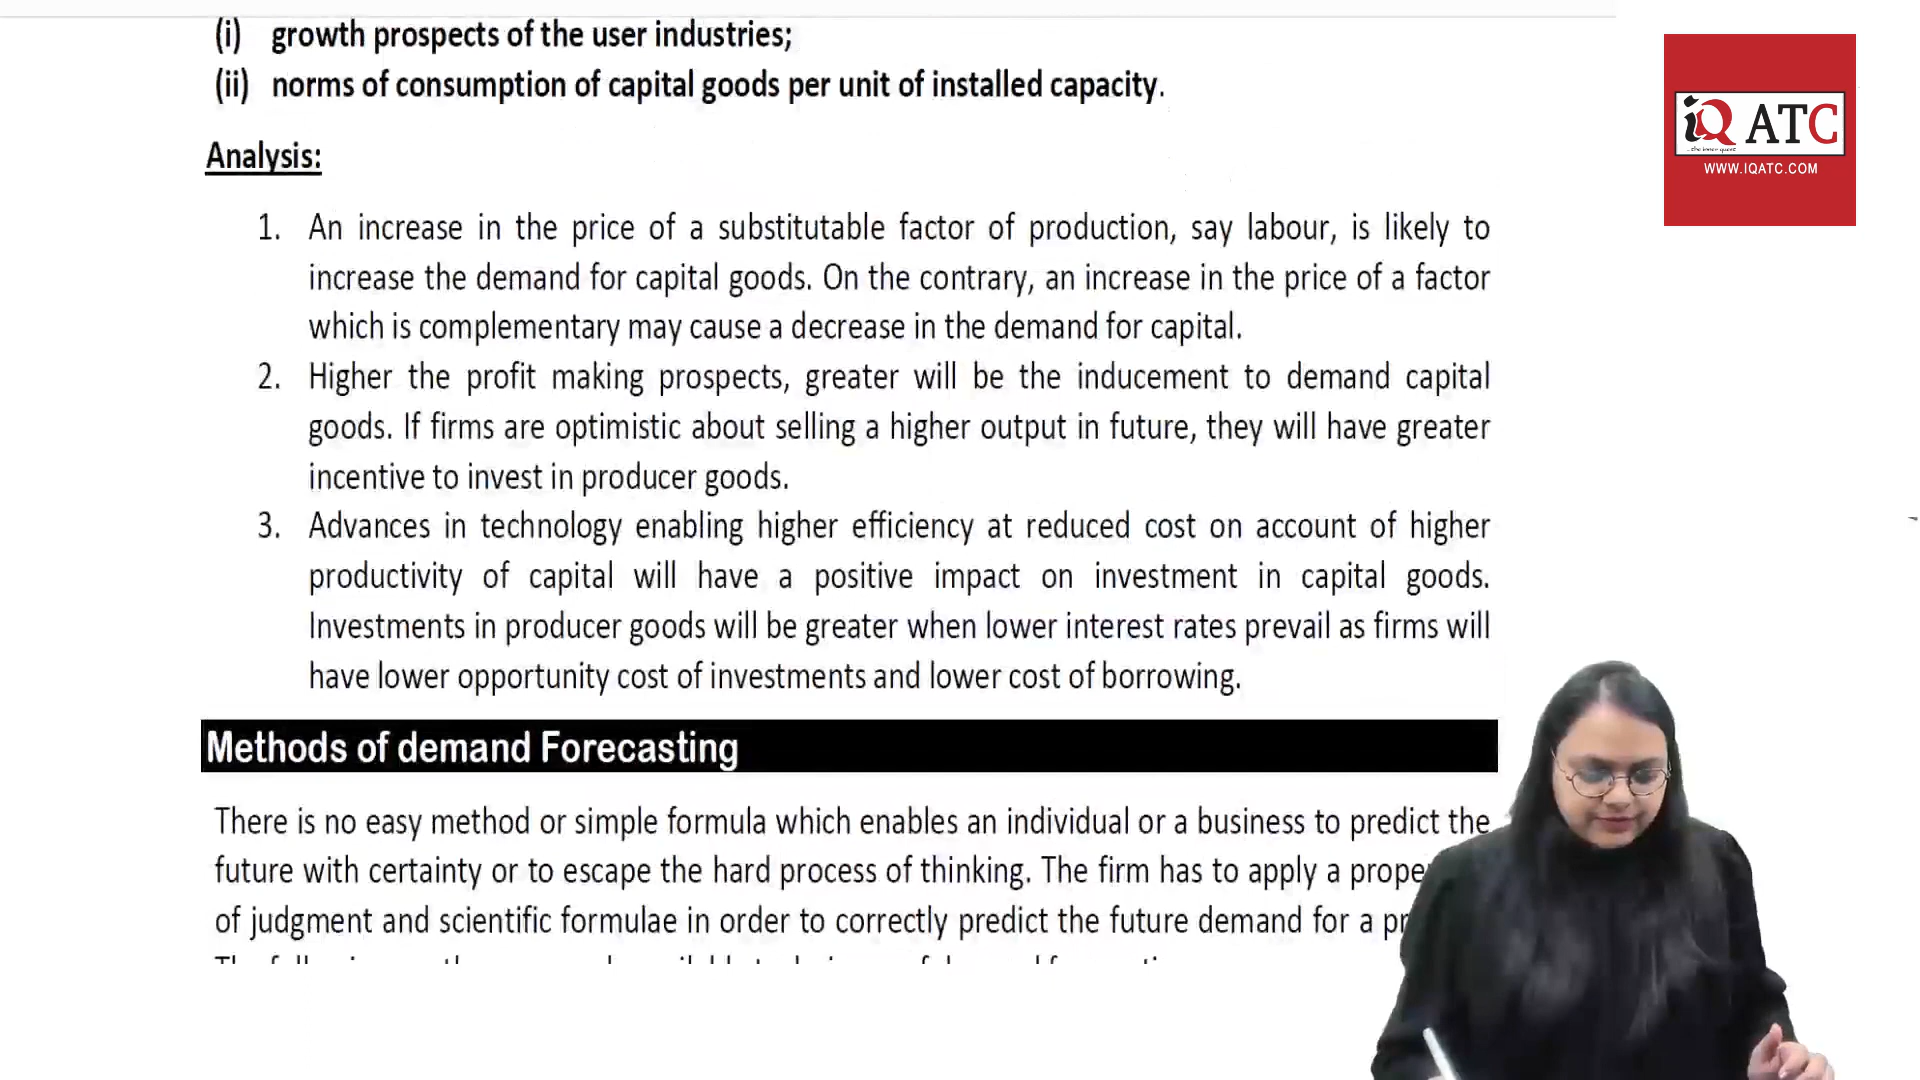 (i) growth prospects of the user industries;
(ii) norms of consumption of capital goods per unit of installed capacity.
iQ ATC
...the inner quest
WWW.IQATC.COM
Analysis:
1. An increase in the price of a substitutable factor of production, say labour, is likely to
increase the demand for capital goods. On the contrary, an increase in the price of a factor
which is complementary may cause a decrease in the demand for capital.
2. Higher the profit making prospects, greater will be the inducement to demand capital
goods. If firms are optimistic about selling a higher output in future, they will have greater
incentive to invest in producer goods.
3. Advances in technology enabling higher efficiency at reduced cost on account of higher
productivity of capital will have a positive impact on investment in capital goods.
Investments in producer goods will be greater when lower interest rates prevail as firms will
have lower opportunity cost of investments and lower cost of borrowing.
Methods of demand Forecasting
There is no easy method or simple formula which enables an individual or a business to predict the
future with certainty or to escape the hard process of thinking. The firm has to apply a prope
of judgment and scientific formulae in order to correctly predict the future demand for a pr